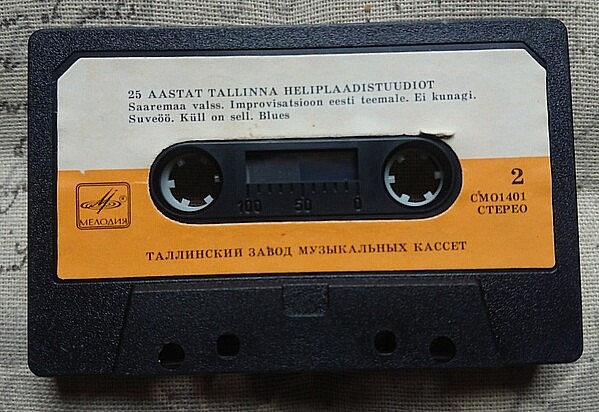 25 AASTAT TALLINNA HELIPLAADISTUUDIOT
Saaremaa valss. Improvisatsioon eesti teemale. Ei kunagi.
Suveöö. Küll on sell. Blues
100 50 0
2
СМО1401
СТЕРЕО
МЕЛОДИЯ
ТАЛЛИНСКИЙ ЗАВОД МУЗЫКАЛЬНЫХ КАССЕТ